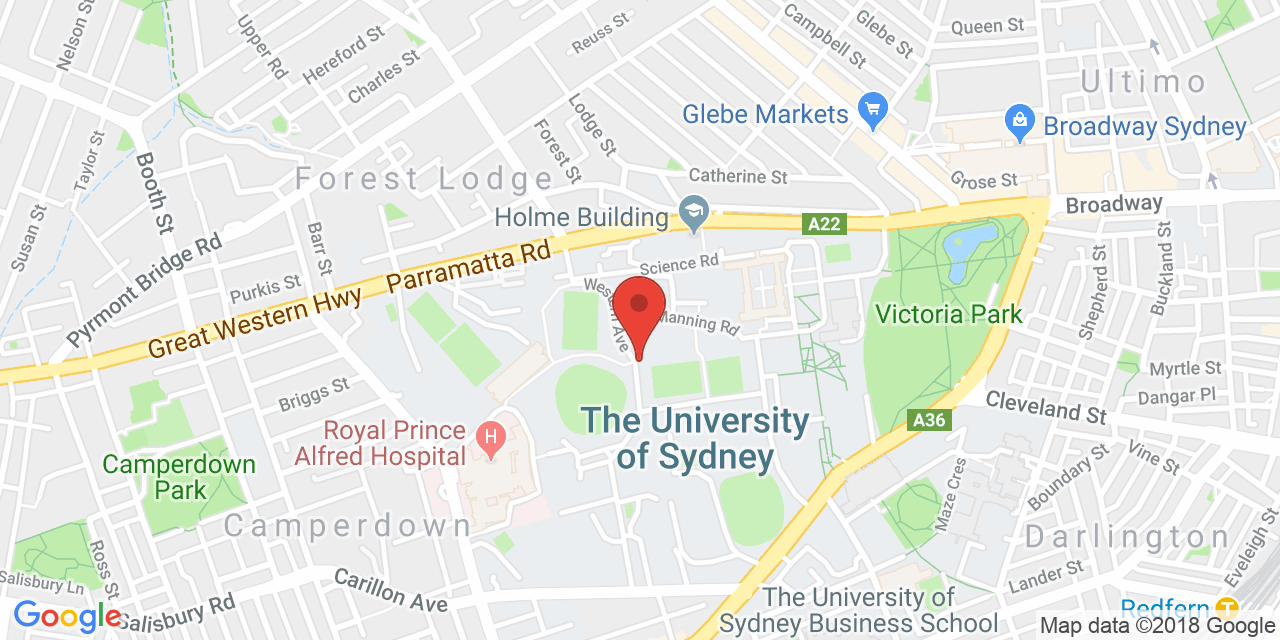 Nelson St
Upper Rd
Hereford St
Charles St
Reuss St
Campbell St
Glebe St
Queen St
Ultimo
Glebe Markets
Broadway Sydney
Taylor St
Booth St
Lodge St
Forest St
Forest Lodge
Catherine St
Grose St
Broadway
Holme Building
A22
Susan St
Pyrmont Bridge Rd
Barr St
Purkis St
Great Western Hwy
Parramatta Rd
Science Rd
Western Ave
Manning Rd
Victoria Park
Shepherd St
Buckland St
Myrtle St
Dangar Pl
Briggs St
Cleveland St
A36
The University
of Sydney
Royal Prince
Alfred Hospital
H
Camperdown
Park
Camperdown
Maze Cres
Boundary St
Vine St
Darlington
Eveleigh St
Ross St
Salisbury Ln
Salisbury Rd
Carillon Ave
Lander St
The University of
Sydney Business School
Redfern
T
Google
Map data ©2018 Google